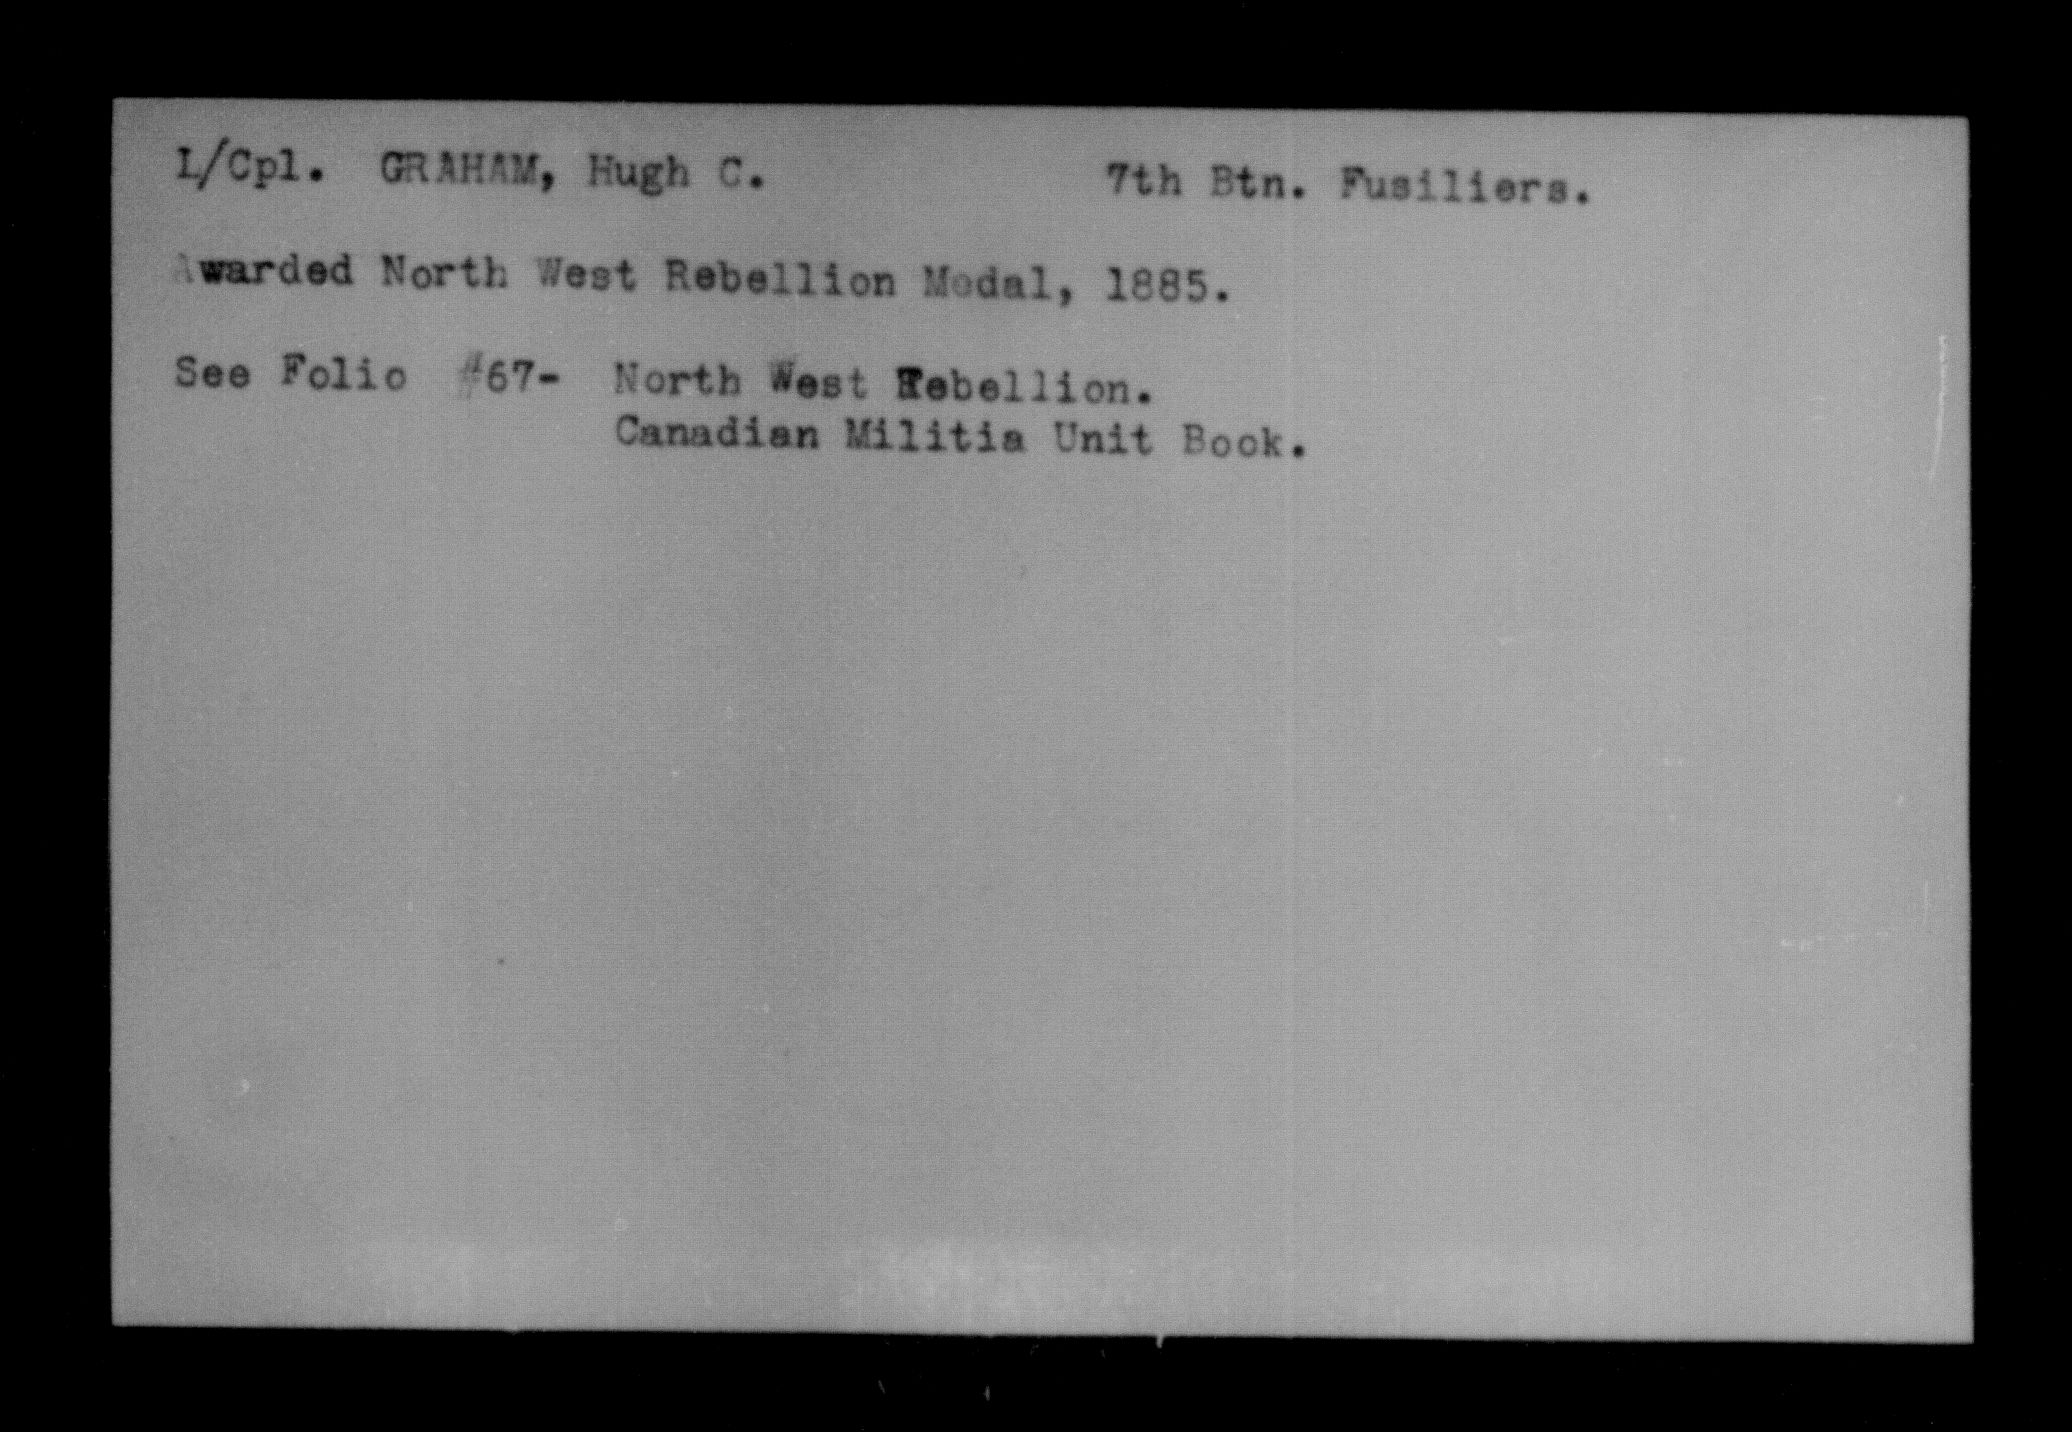 L/Cpl. GRAHAM, Hugh C. 7th Btn. Fusiliers.
Awarded North West Rebellion Medal, 1885.
See Folio #67- North West Rebellion.
Canadian Militia Unit Book.